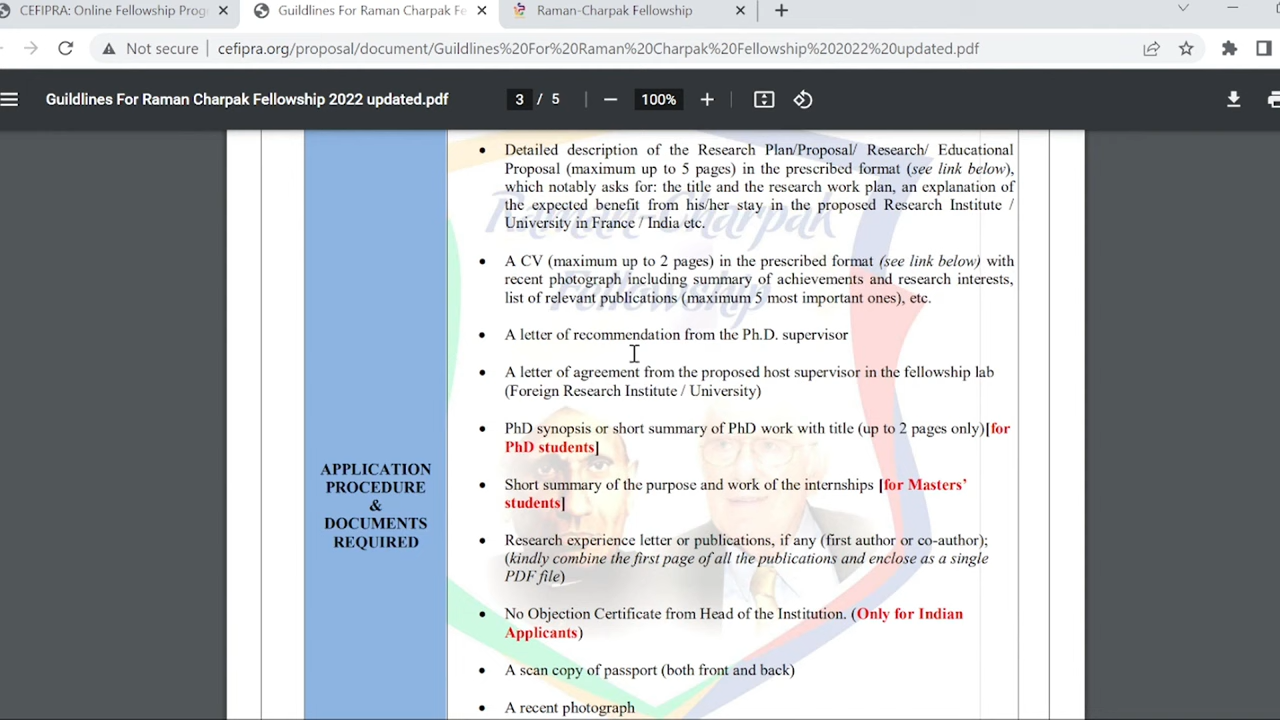 CEFIPRA: Online Fellowship Prog
Guildlines For Raman Charpak Fe
Raman-Charpak Fellowship
Not secure
cefipra.org/proposal/document/Guildlines%20For%20Raman%20Charpak%20Fellowship%202022%20updated.pdf
Guildlines For Raman Charpak Fellowship 2022 updated.pdf
3 / 5
100%
Raman-Charpak
Fellowship
APPLICATION
PROCEDURE
&
DOCUMENTS
REQUIRED
• Detailed description of the Research Plan/Proposal/ Research/ Educational
Proposal (maximum up to 5 pages) in the prescribed format (see link below),
which notably asks for: the title and the research work plan, an explanation of
the expected benefit from his/her stay in the proposed Research Institute /
University in France / India etc.
• A CV (maximum up to 2 pages) in the prescribed format (see link below) with
recent photograph including summary of achievements and research interests,
list of relevant publications (maximum 5 most important ones), etc.
• A letter of recommendation from the Ph.D. supervisor
• A letter of agreement from the proposed host supervisor in the fellowship lab
(Foreign Research Institute / University)
• PhD synopsis or short summary of PhD work with title (up to 2 pages only)[for
PhD students]
• Short summary of the purpose and work of the internships [for Masters’
students]
• Research experience letter or publications, if any (first author or co-author);
(kindly combine the first page of all the publications and enclose as a single
PDF file)
• No Objection Certificate from Head of the Institution. (Only for Indian
Applicants)
• A scan copy of passport (both front and back)
• A recent photograph